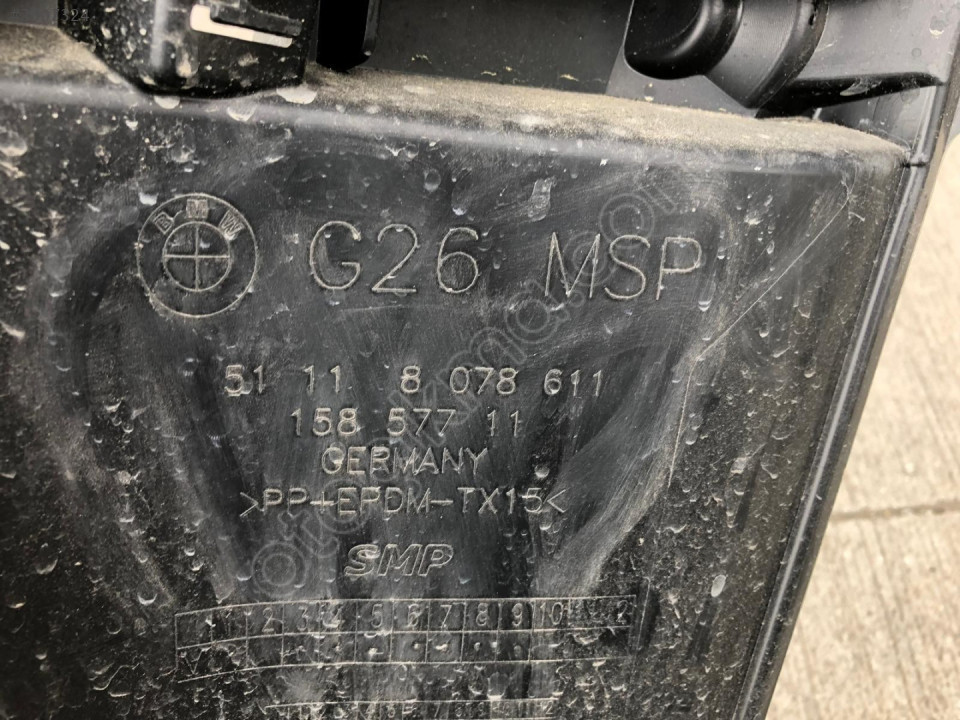 BMW G26 MSP
51 11 8 078 611
158 577 11
GERMANY
>PP+EPDM-TX15<
SMP
1 2 3 4 5 6 7 8 9 10 11 12